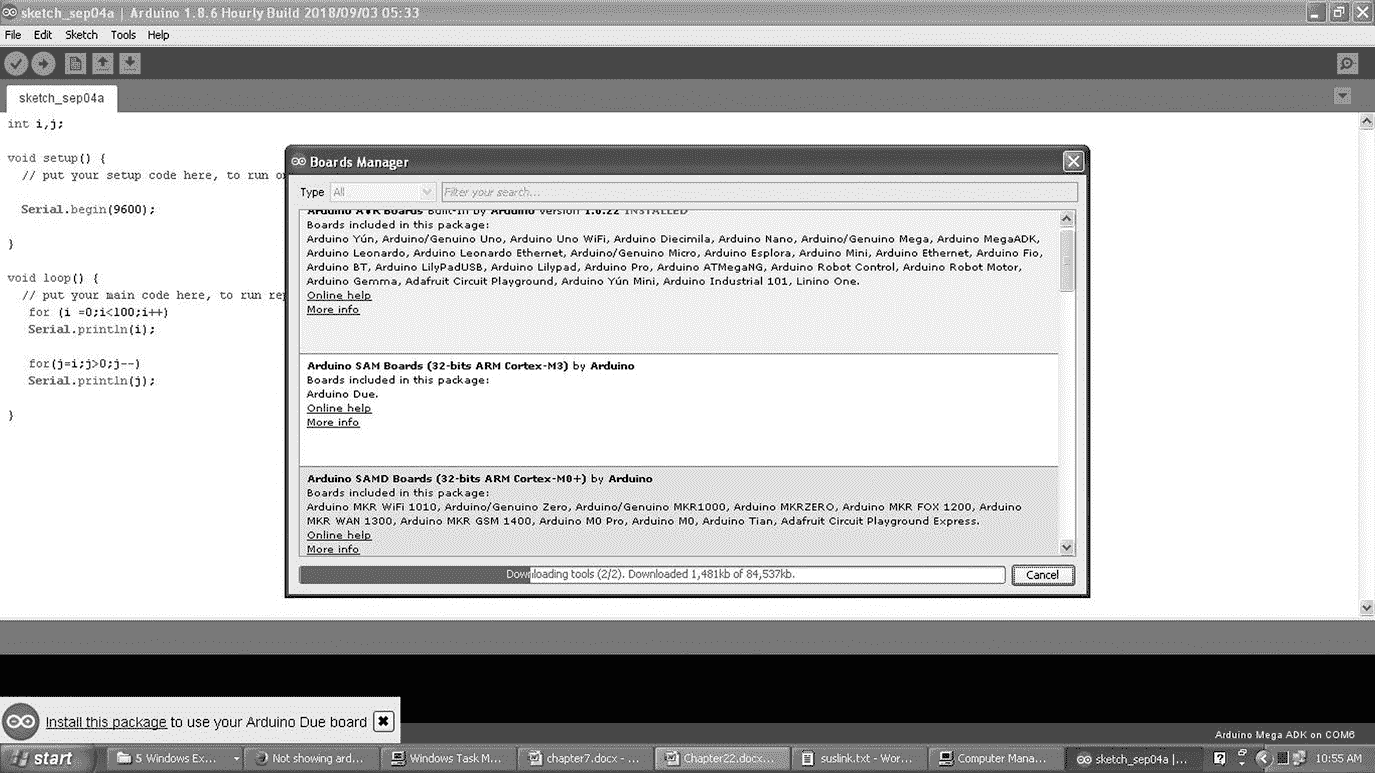 sketch_sep04a | Arduino 1.8.6 Hourly Build 2018/09/03 05:33
File Edit Sketch Tools Help
sketch_sep04a
int i,j;
void setup() {
// put your setup code here, to run
Serial.begin(9600);
}
void loop() {
// put your main code here, to run
for (i =0;i<100;i++)
Serial.println(i);
for(j=i;j>0;j--)
Serial.println(j);
}
Boards Manager
Type All Filter your search...
Arduino AVR Boards Built-In by Arduino version 1.6.22 INSTALLED
Boards included in this package:
Arduino Yún, Arduino/Genuino Uno, Arduino Uno WiFi, Arduino Diecimila, Arduino Nano, Arduino/Genuino Mega, Arduino MegaADK,
Arduino Leonardo, Arduino Leonardo Ethernet, Arduino/Genuino Micro, Arduino Esplora, Arduino Mini, Arduino Ethernet, Arduino Fio,
Arduino BT, Arduino LilyPadUSB, Arduino Lilypad, Arduino Pro, Arduino ATMegaNG, Arduino Robot Control, Arduino Robot Motor,
Arduino Gemma, Adafruit Circuit Playground, Arduino Yún Mini, Arduino Industrial 101, Linino One.
Online help
More info
Arduino SAM Boards (32-bits ARM Cortex-M3) by Arduino
Boards included in this package:
Arduino Due.
Online help
More info
Arduino SAMD Boards (32-bits ARM Cortex-M0+) by Arduino
Boards included in this package:
Arduino MKR WiFi 1010, Arduino/Genuino Zero, Arduino/Genuino MKR1000, Arduino MKRZERO, Arduino MKR FOX 1200, Arduino
MKR WAN 1300, Arduino MKR GSM 1400, Arduino M0 Pro, Arduino M0, Arduino Tian, Adafruit Circuit Playground Express.
Online help
More info
Downloading tools (2/2). Downloaded 1,481kb of 84,537kb. Cancel
Install this package to use your Arduino Due board
Arduino Mega ADK on COM6
start 5 Windows Ex... Not showing ard... Windows Task M... chapter7.docx - ... Chapter22.docx... suslink.txt - Wor... Computer Mana... sketch_sep04a |... 10:55 AM